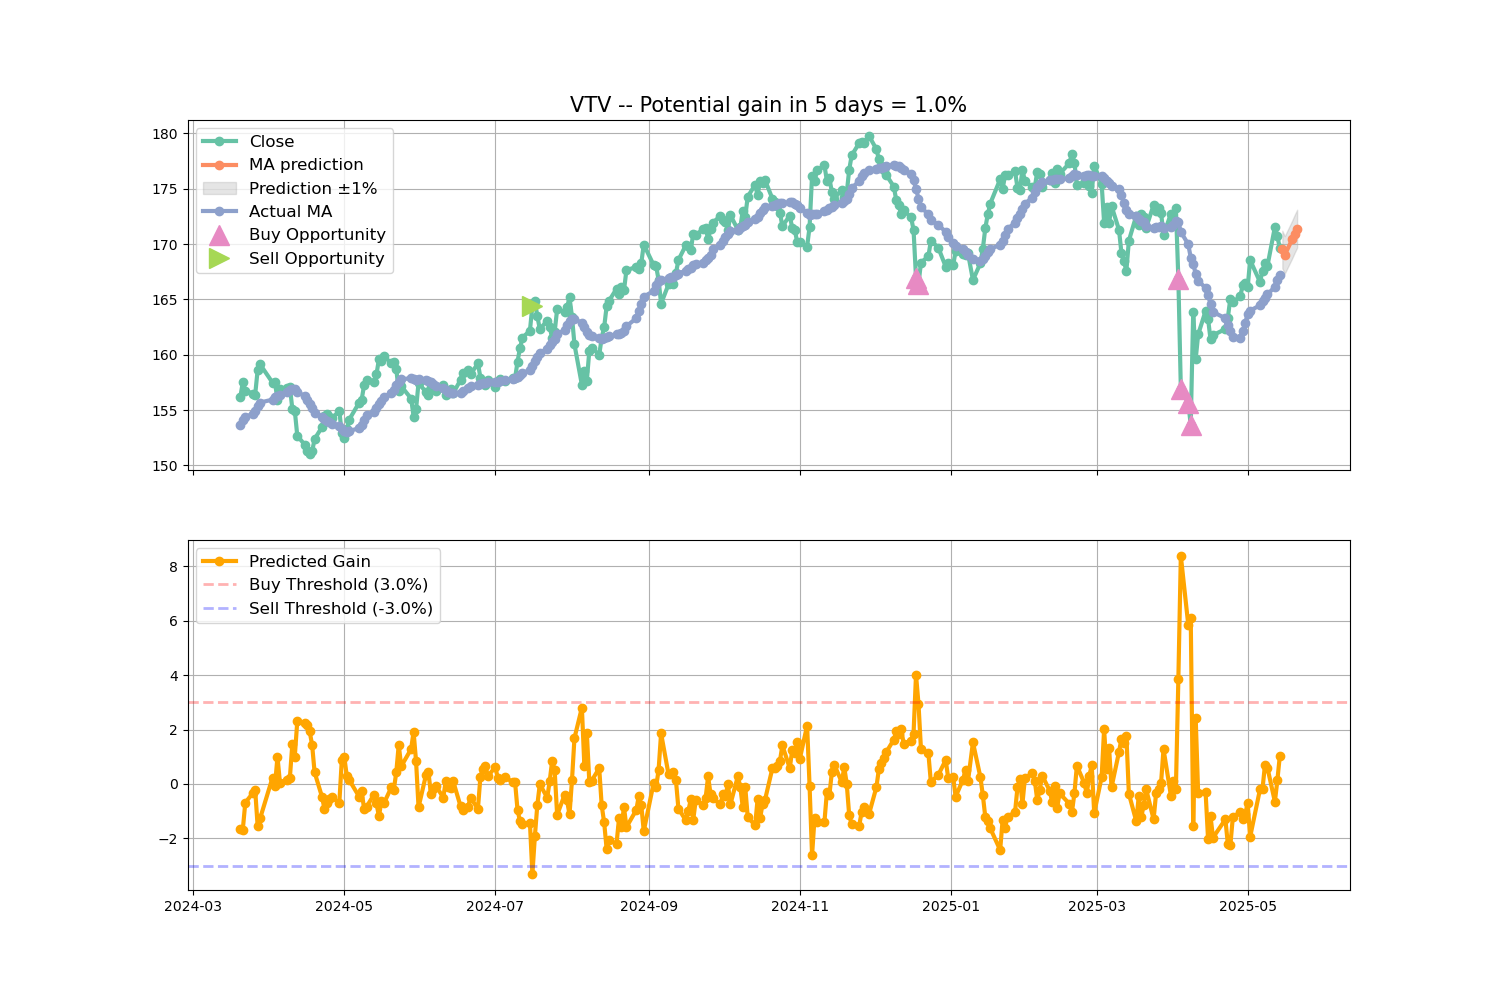 VTV -- Potential gain in 5 days = 1.0%
180
175
170
165
160
155
150
Close
MA prediction
Prediction ±1%
Actual MA
Buy Opportunity
Sell Opportunity
8
6
4
2
0
−2
Predicted Gain
Buy Threshold (3.0%)
Sell Threshold (-3.0%)
2024-03
2024-05
2024-07
2024-09
2024-11
2025-01
2025-03
2025-05